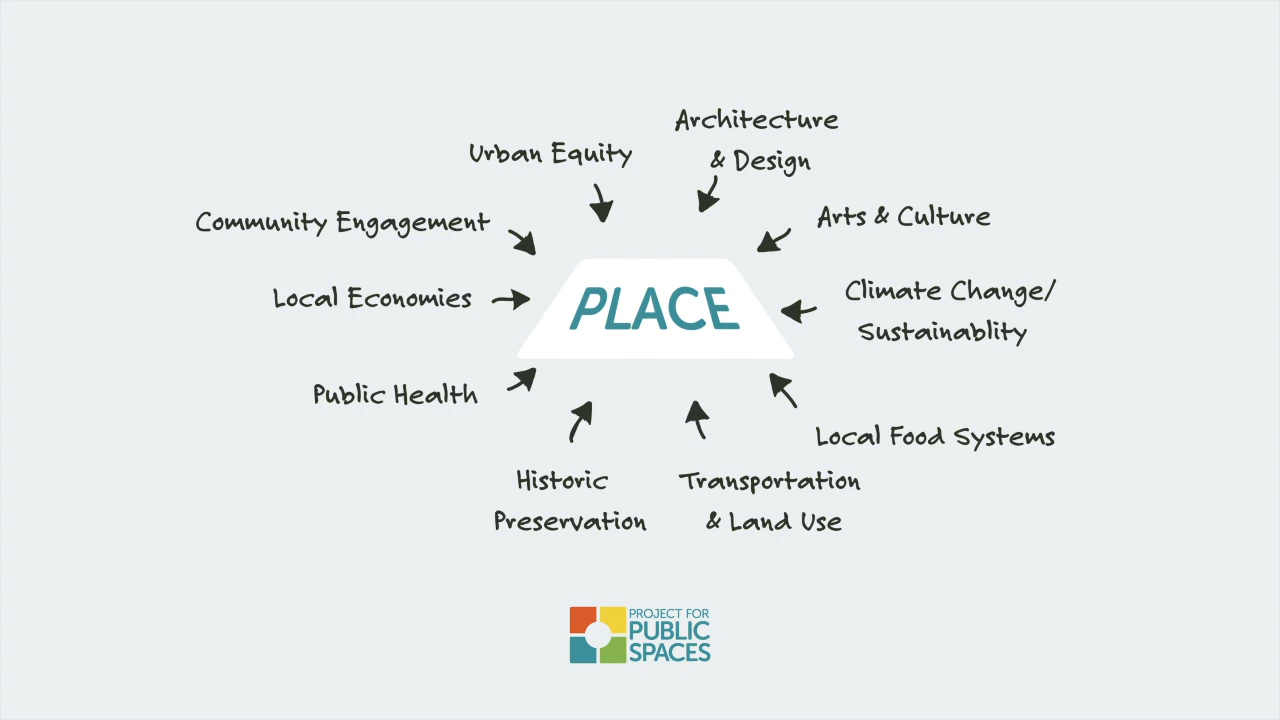 Architecture
& Design
Urban Equity
Arts & Culture
Community Engagement
Climate Change/
Sustainablity
Local Economies
PLACE
Public Health
Local Food Systems
Historic
Preservation
Transportation
& Land Use
PROJECT FOR
PUBLIC
SPACES